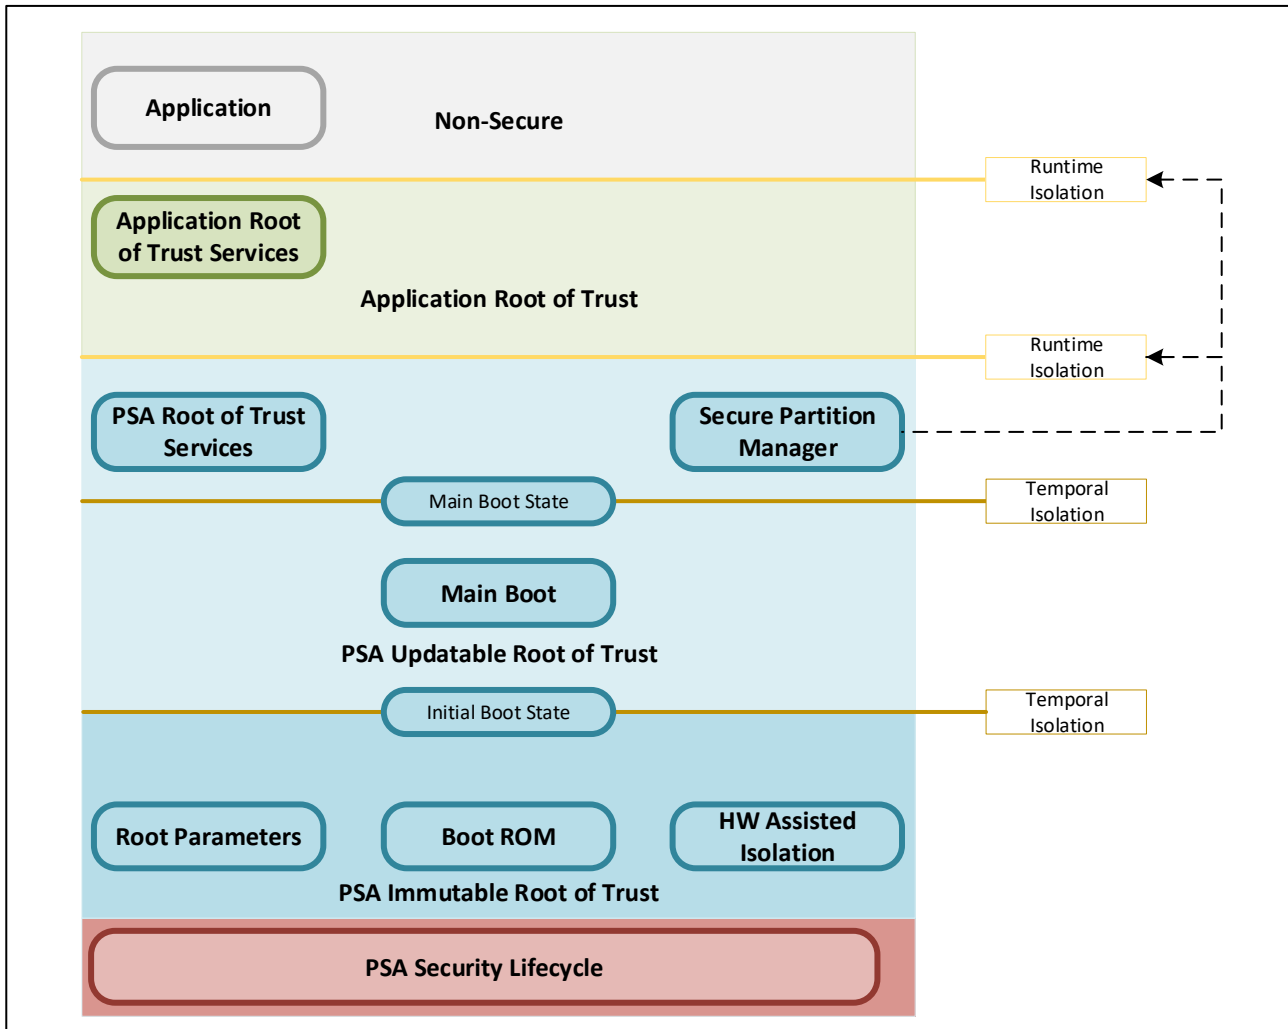 Application
Non-Secure
Runtime
Isolation
Application Root
of Trust Services
Application Root of Trust
Runtime
Isolation
PSA Root of Trust
Services
Secure Partition
Manager
Main Boot State
Temporal
Isolation
Main Boot
PSA Updatable Root of Trust
Initial Boot State
Temporal
Isolation
Root Parameters
Boot ROM
HW Assisted
Isolation
PSA Immutable Root of Trust
PSA Security Lifecycle